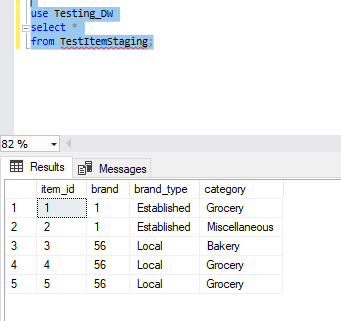 use Testing_DW
select *
from TestItemStaging;
82 %
Results Messages
item_id brand brand_type category
1 1 1 Established Grocery
2 2 1 Established Miscellaneous
3 3 56 Local Bakery
4 4 56 Local Grocery
5 5 56 Local Grocery